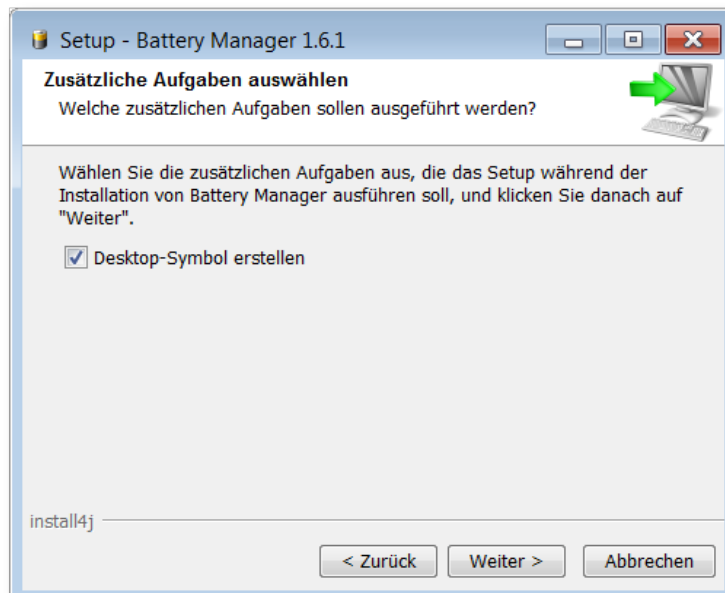 Setup - Battery Manager 1.6.1
Zusätzliche Aufgaben auswählen
Welche zusätzlichen Aufgaben sollen ausgeführt werden?
Wählen Sie die zusätzlichen Aufgaben aus, die das Setup während der
Installation von Battery Manager ausführen soll, und klicken Sie danach auf
"Weiter".
Desktop-Symbol erstellen
install4j
< Zurück Weiter > Abbrechen